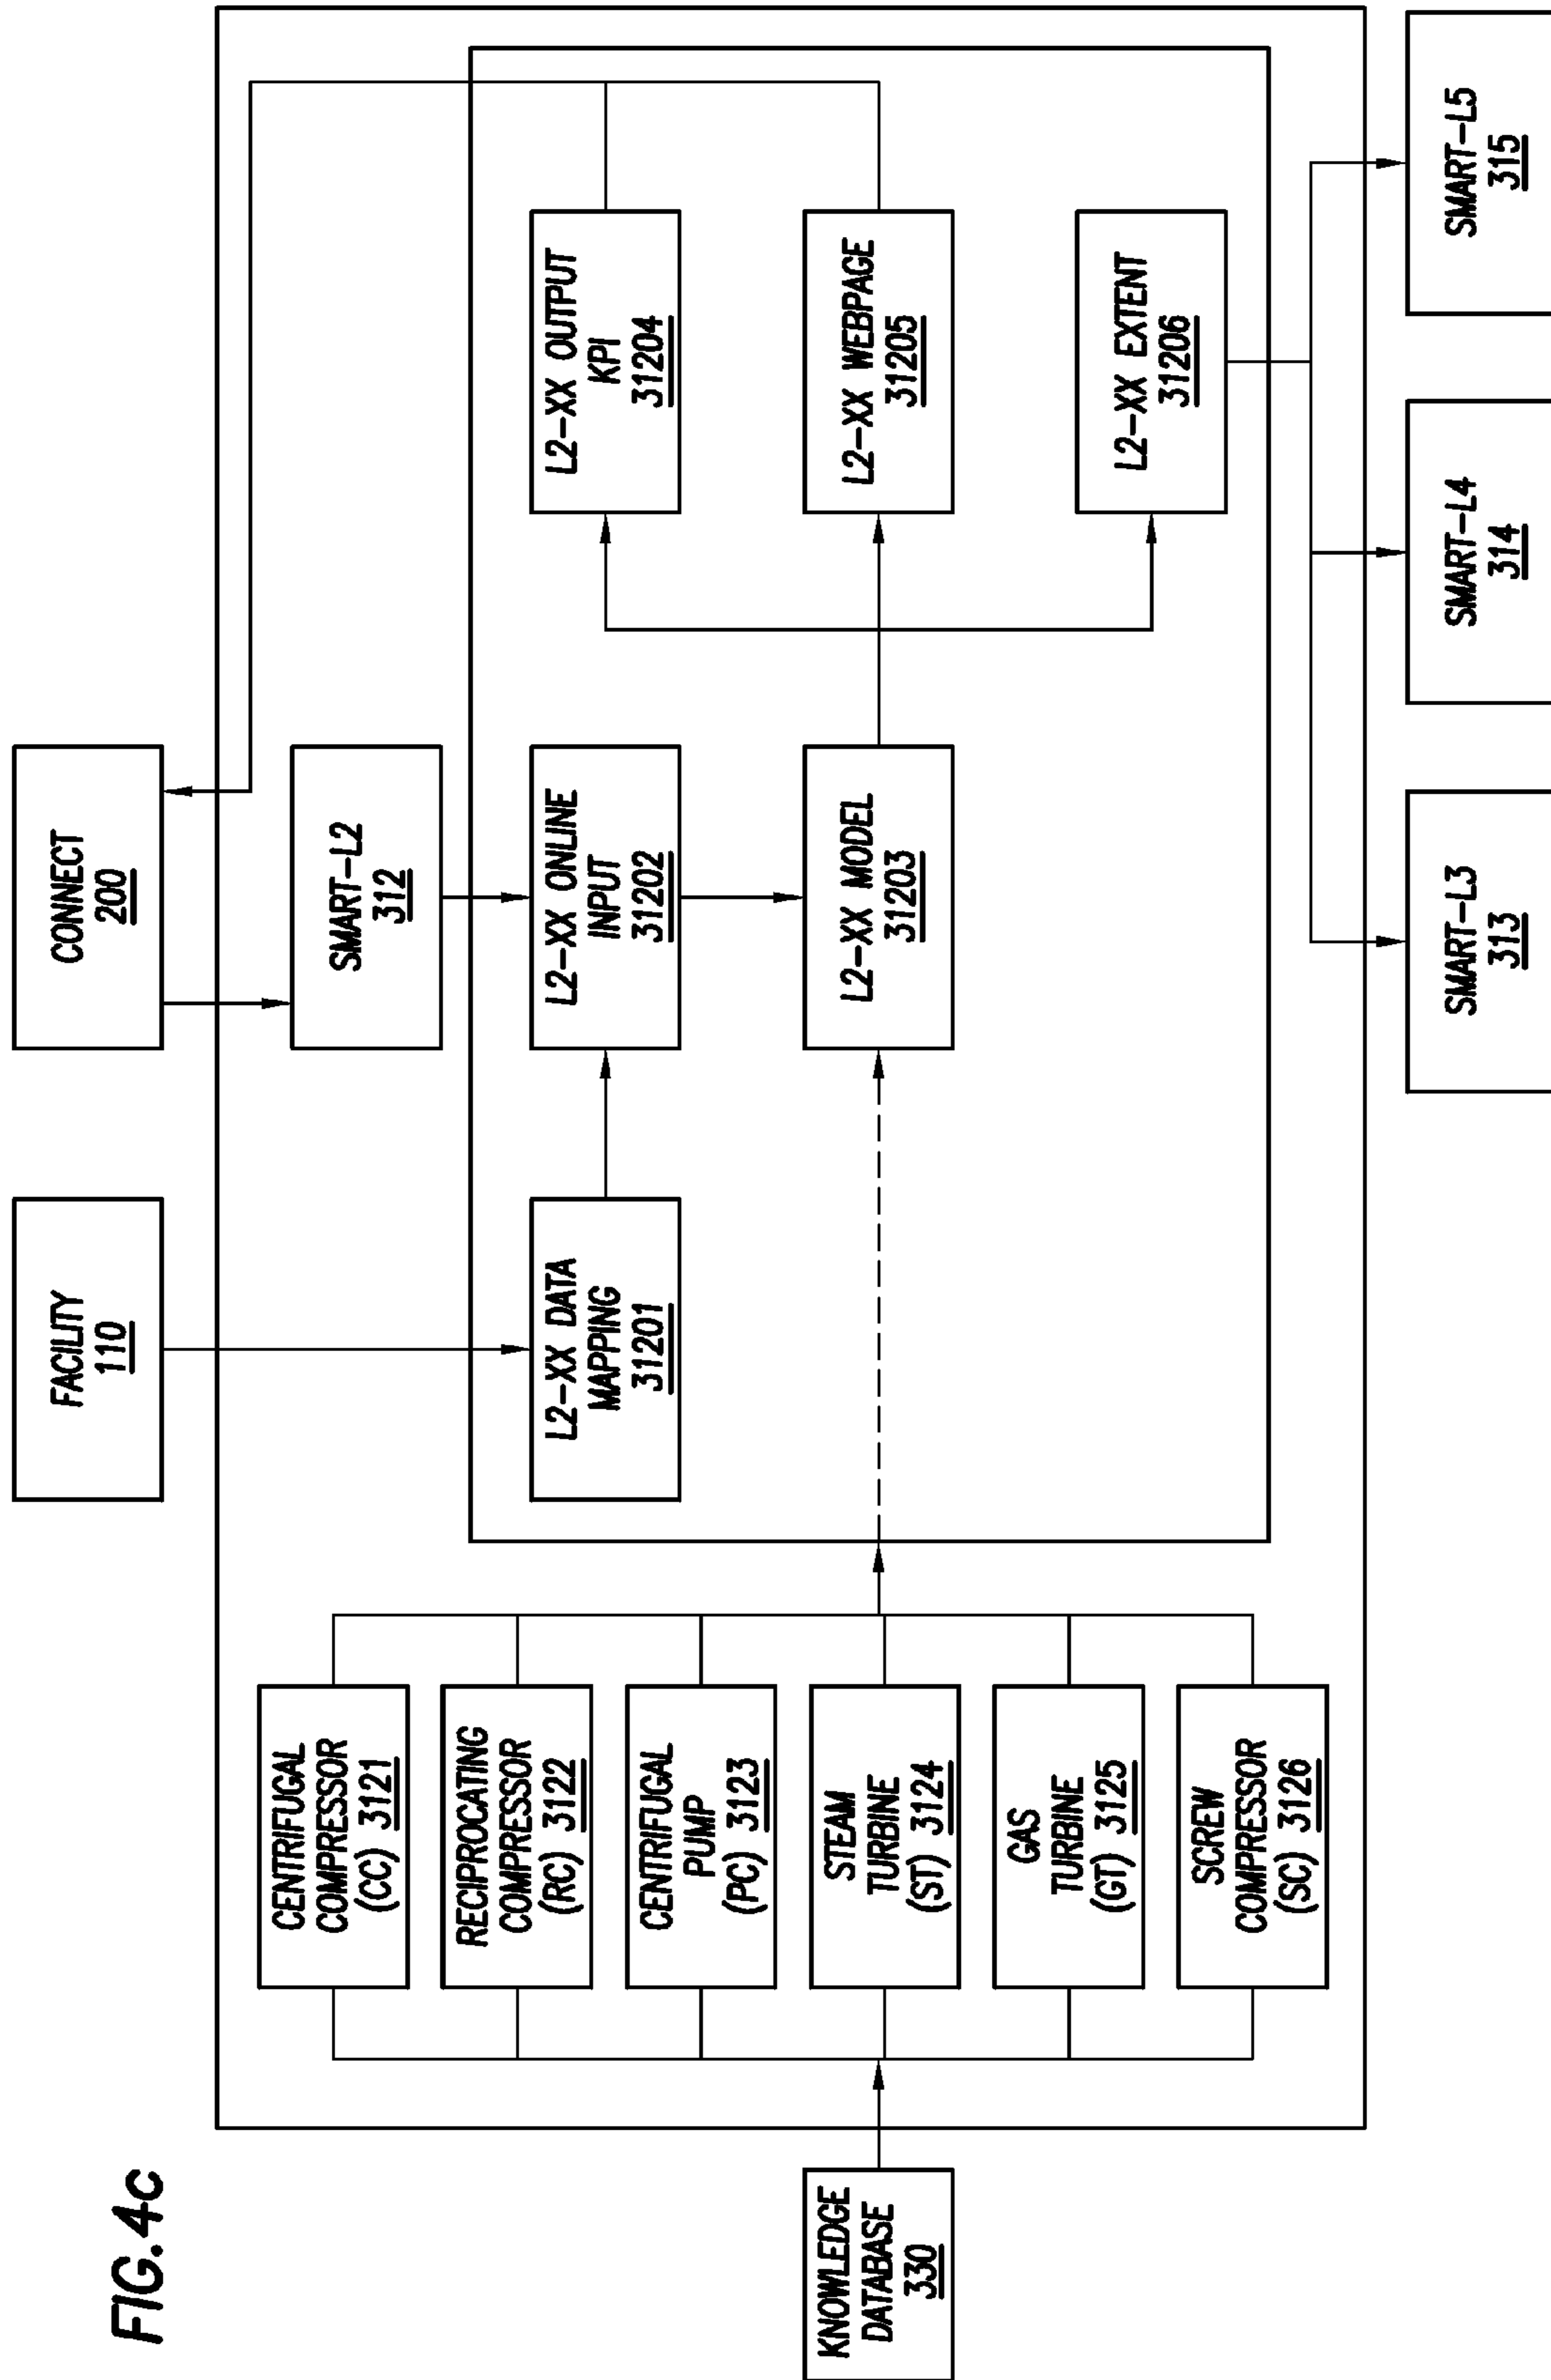 FIG.4c
FACILITY
110
CONNECT
200
SMART-L2
312
CENTRIFUGAL
COMPRESSOR
(CC) 3121
RECIPROCATING
COMPRESSOR
(RC) 3122
CENTRIFUGAL
PUMP
(PC) 3123
STEAM
TURBINE
(ST) 3124
GAS
TURBINE
(GT) 3125
SCREW
COMPRESSOR
(SC) 3126
KNOWLEDGE
DATABASE
330
L2-XX DATA
MAPPING
31201
L2-XX ONLINE
INPUT
31202
L2-XX MODEL
31203
L2-XX OUTPUT
KPI
31204
L2-XX WEBPAGE
31205
L2-XX EXTENT
31206
SMART-L3
313
SMART-L4
314
SMART-L5
315